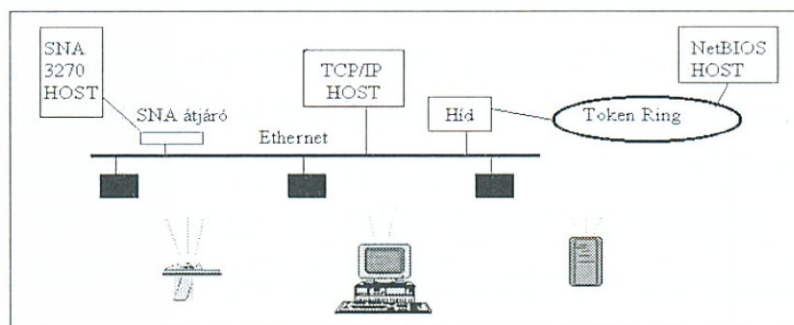 SNA
3270
HOST
SNA átjáró
Ethernet
TCP/IP
HOST
Híd
Token Ring
NetBIOS
HOST